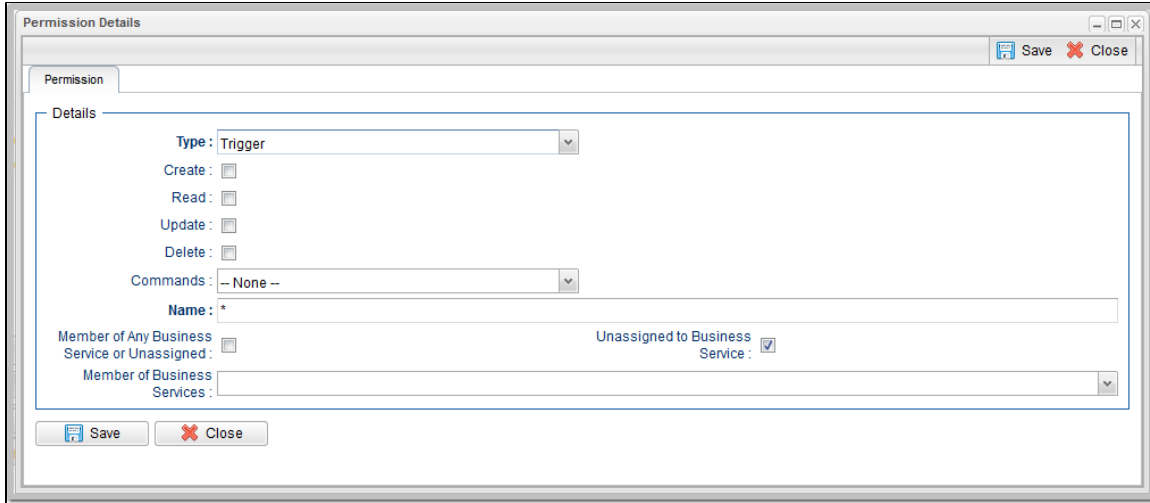 Permission Details
Save Close
Permission
Details
Type : Trigger
Create :
Read :
Update :
Delete :
Commands : -- None --
Name : *
Member of Any Business
Service or Unassigned :
Unassigned to Business
Service :
Member of Business
Services :
Save Close